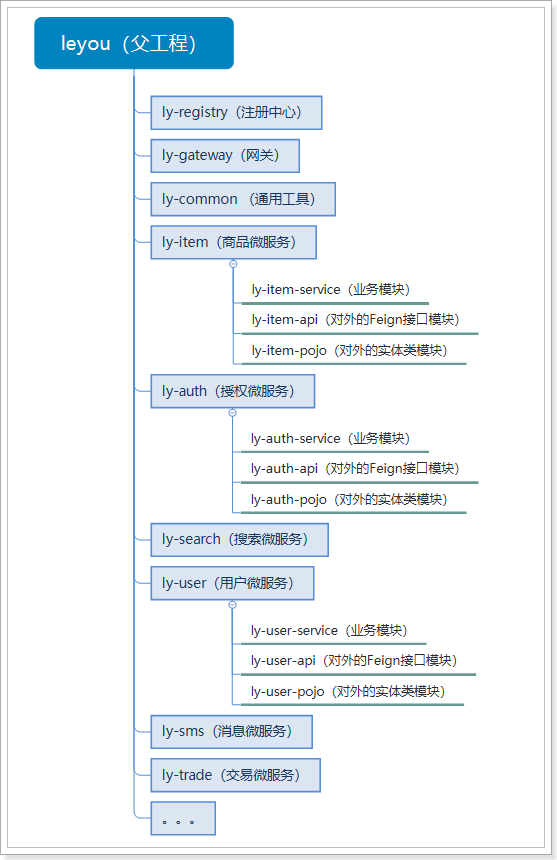 leyou（父工程）
ly-registry（注册中心）
ly-gateway（网关）
ly-common （通用工具）
ly-item（商品微服务）
ly-item-service（业务模块）
ly-item-api（对外的Feign接口模块）
ly-item-pojo（对外的实体类模块）
ly-auth（授权微服务）
ly-auth-service（业务模块）
ly-auth-api（对外的Feign接口模块）
ly-auth-pojo（对外的实体类模块）
ly-search（搜索微服务）
ly-user（用户微服务）
ly-user-service（业务模块）
ly-user-api（对外的Feign接口模块）
ly-user-pojo（对外的实体类模块）
ly-sms（消息微服务）
ly-trade（交易微服务）
。。。